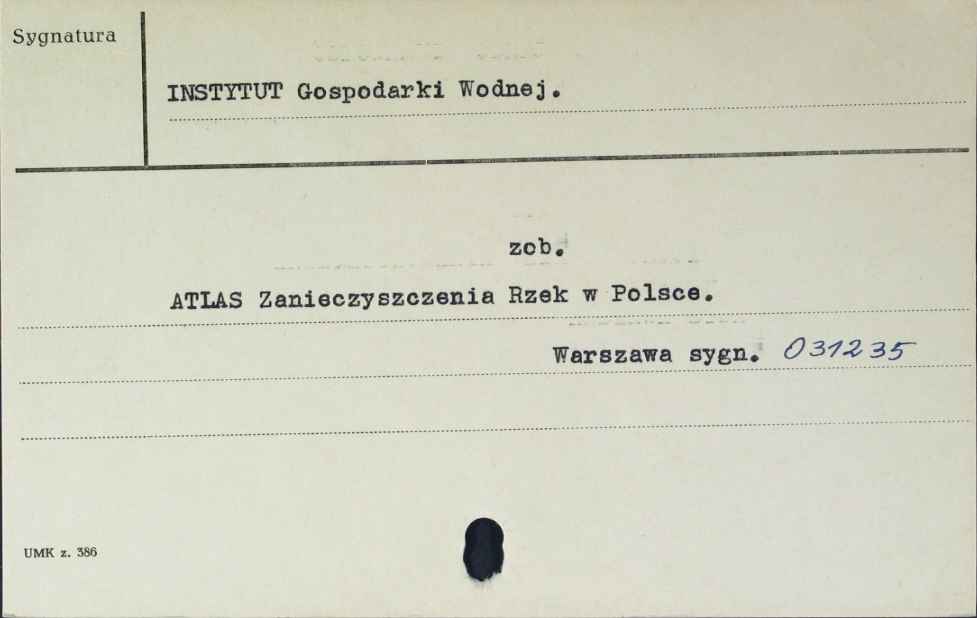 Sygnatura
INSTYTUT Gospodarki Wodnej.
zob.
ATLAS Zanieczyszczenia Rzek w Polsce.
Warszawa sygn. 031235
UMK z. 386